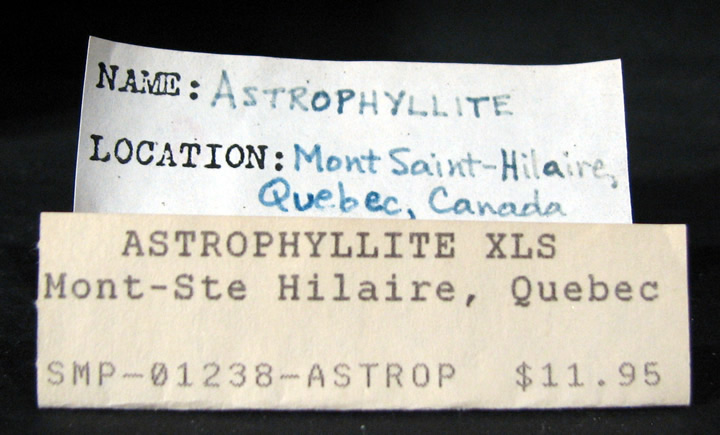 NAME: ASTROPHYLLITE
LOCATION: Mont Saint-Hilaire,
Quebec, Canada
ASTROPHYLLITE XLS
Mont-Ste Hilaire, Quebec
SMP-01238-ASTROP $11.95